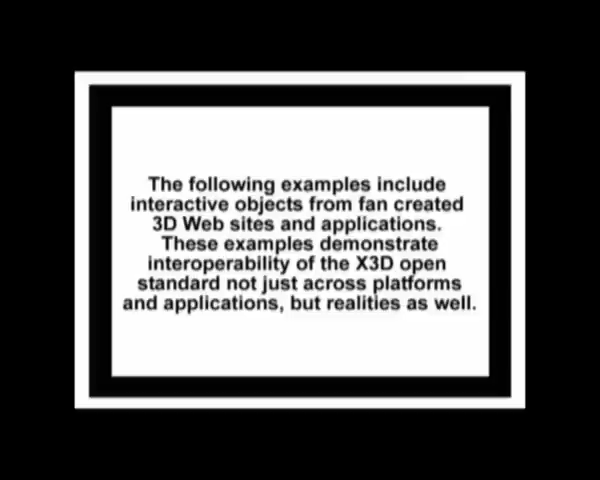 The following examples include
interactive objects from fan created
3D Web sites and applications.
These examples demonstrate
interoperability of the X3D open
standard not just across platforms
and applications, but realities as well.